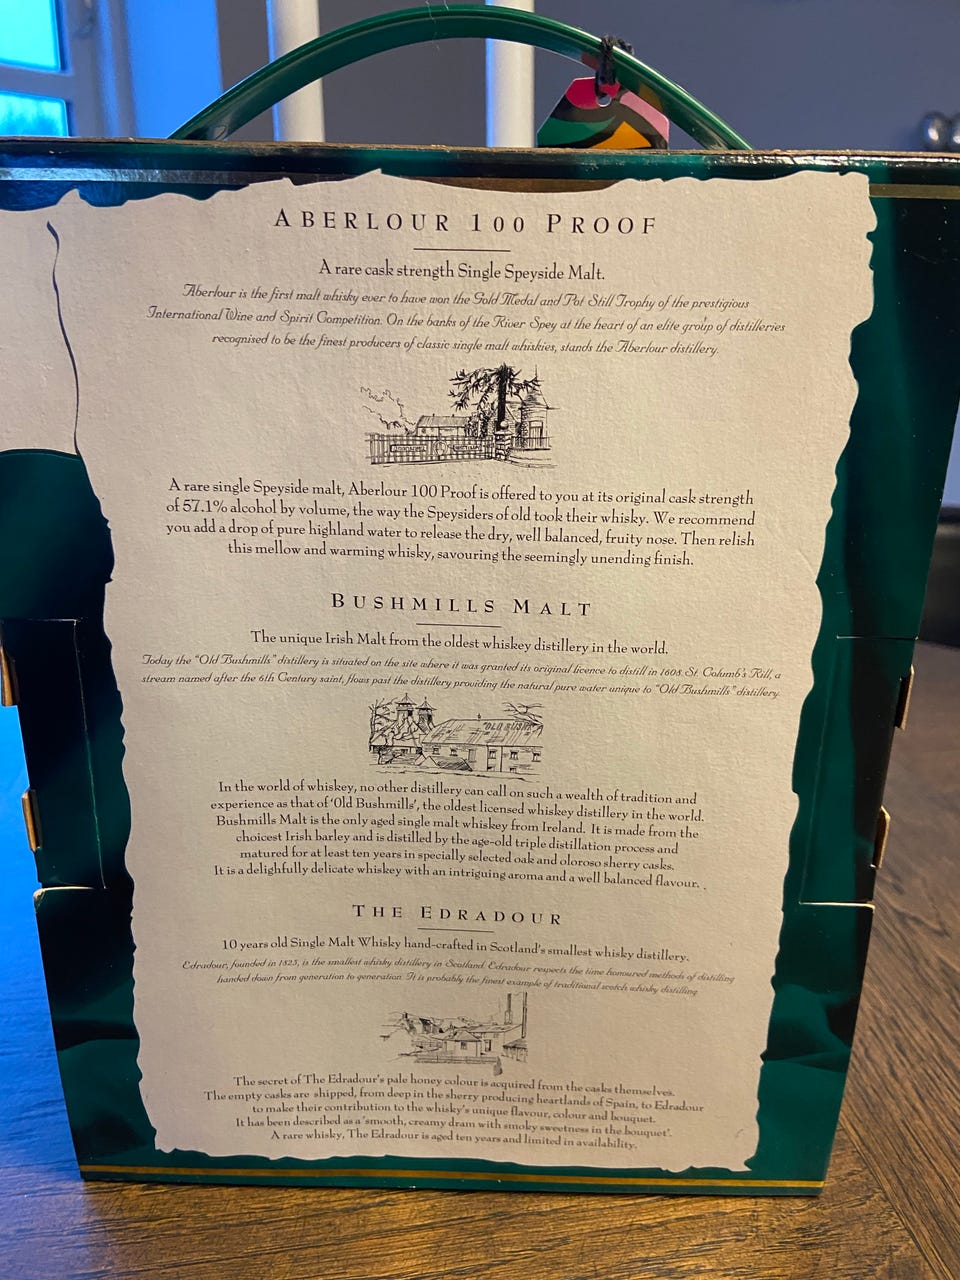 ABERLOUR 100 PROOF
A rare cask strength Single Speyside Malt.
Aberlour is the first malt whisky ever to have won the Gold Medal and Pot Still Trophy of the prestigious
International Wine and Spirit Competition. On the banks of the River Spey at the heart of an elite group of distilleries
recognised to be the finest producers of classic single malt whiskies, stands the Aberlour distillery.
A rare single Speyside malt, Aberlour 100 Proof is offered to you at its original cask strength
of 57.1% alcohol by volume, the way the Speysiders of old took their whisky. We recommend
you add a drop of pure highland water to release the dry, well balanced, fruity nose. Then relish
this mellow and warming whisky, savouring the seemingly unending finish.
BUSHMILLS MALT
The unique Irish Malt from the oldest whiskey distillery in the world.
Today the "Old Bushmills" distillery is situated on the site where it was granted its original licence to distill in 1608. St. Columb's Rill, a
stream named after the 6th Century saint, flows past the distillery providing the natural pure water unique to "Old Bushmills" distillery.
"OLD BUSHM
In the world of whiskey, no other distillery can call on such a wealth of tradition and
experience as that of 'Old Bushmills', the oldest licensed whiskey distillery in the world.
Bushmills Malt is the only aged single malt whiskey from Ireland. It is made from the
choicest Irish barley and is distilled by the age-old triple distillation process and
matured for at least ten years in specially selected oak and oloroso sherry casks.
It is a delighfully delicate whiskey with an intriguing aroma and a well balanced flavour.
THE EDRADOUR
10 years old Single Malt Whisky hand-crafted in Scotland's smallest whisky distillery.
Edradour, founded in 1825, is the smallest whisky distillery in Scotland. Edradour respects the time honoured methods of distilling
handed down from generation to generation. It is probably the finest example of traditional scotch whisky distilling
The secret of The Edradour's pale honey colour is acquired from the casks themselves.
The empty casks are shipped, from deep in the sherry producing heartlands of Spain, to Edradour
to make their contribution to the whisky's unique flavour, colour and bouquet.
It has been described as a 'smooth, creamy dram with smoky sweetness in the bouquet'.
A rare whisky, The Edradour is aged ten years and limited in availability.